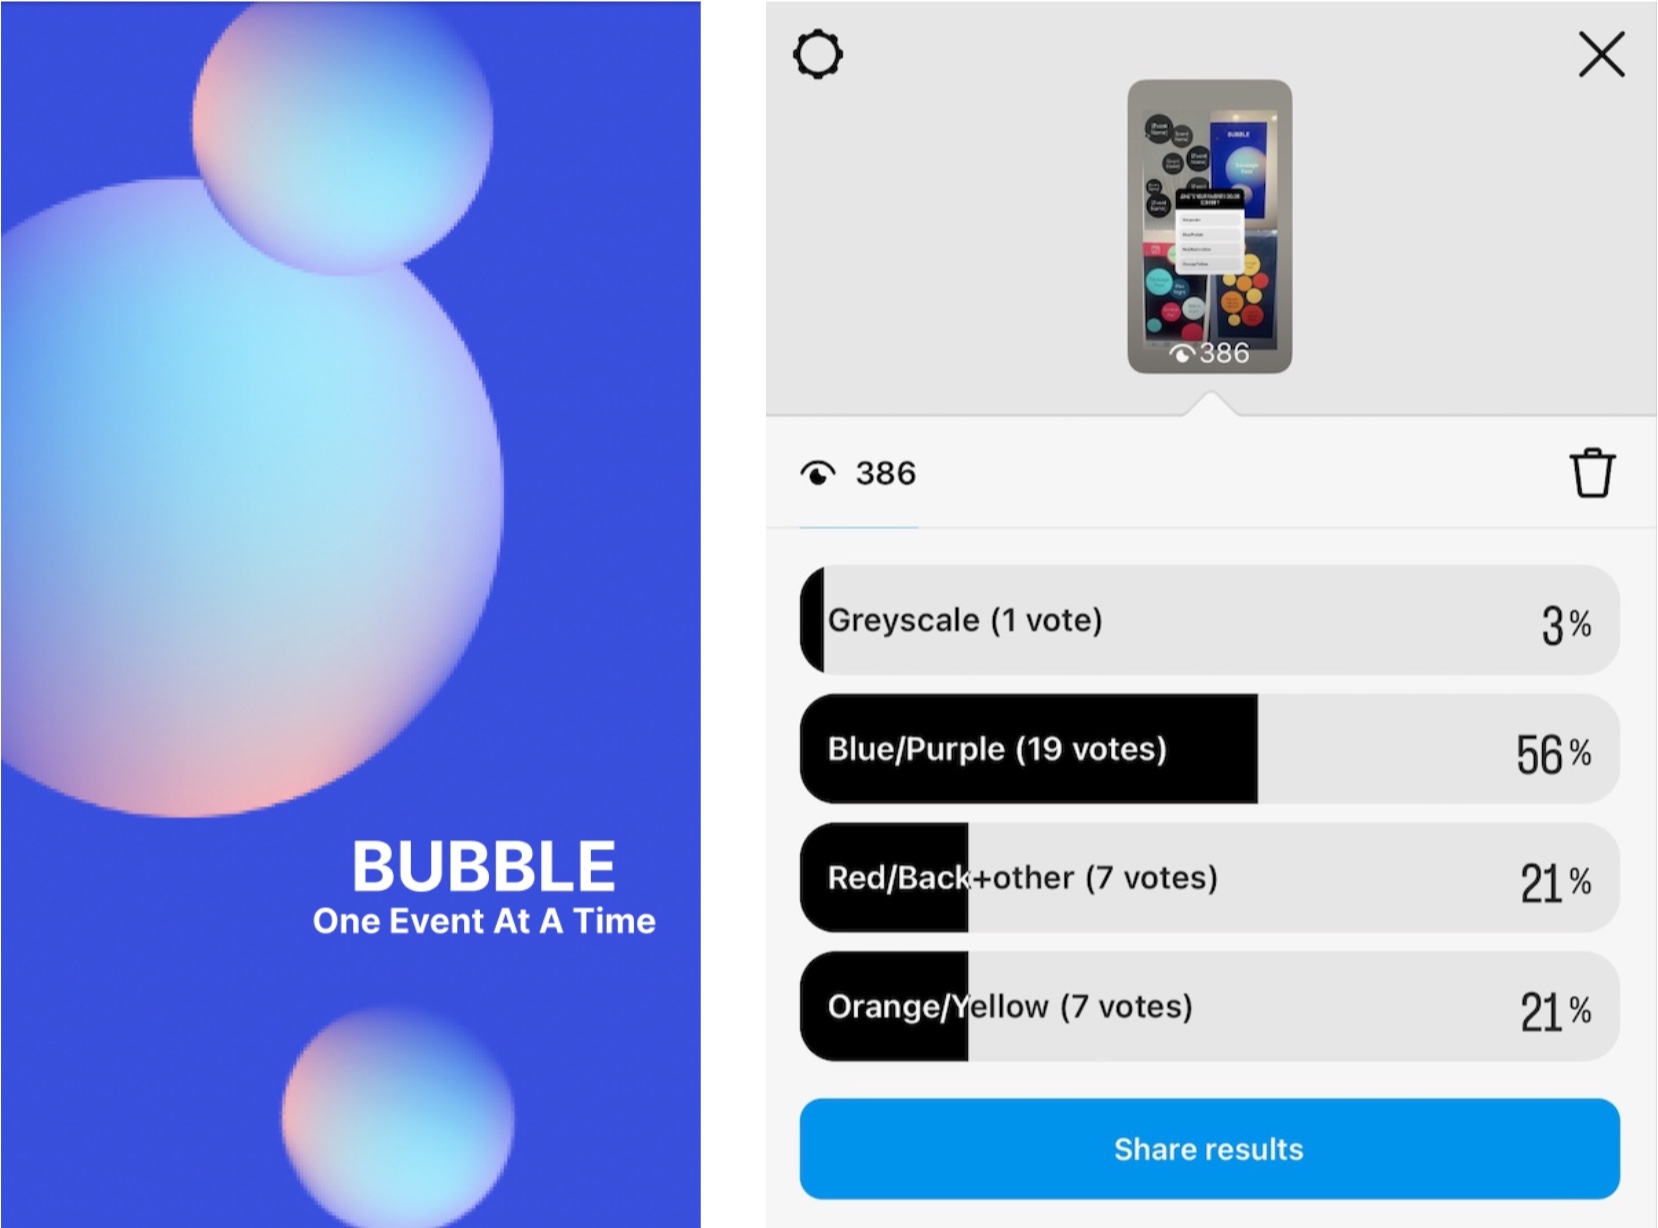 BUBBLE
One Event At A Time
BUBBLE
386
386
Greyscale (1 vote)
3%
Blue/Purple (19 votes)
56%
Red/Back+other (7 votes)
21%
Orange/Yellow (7 votes)
21%
Share results